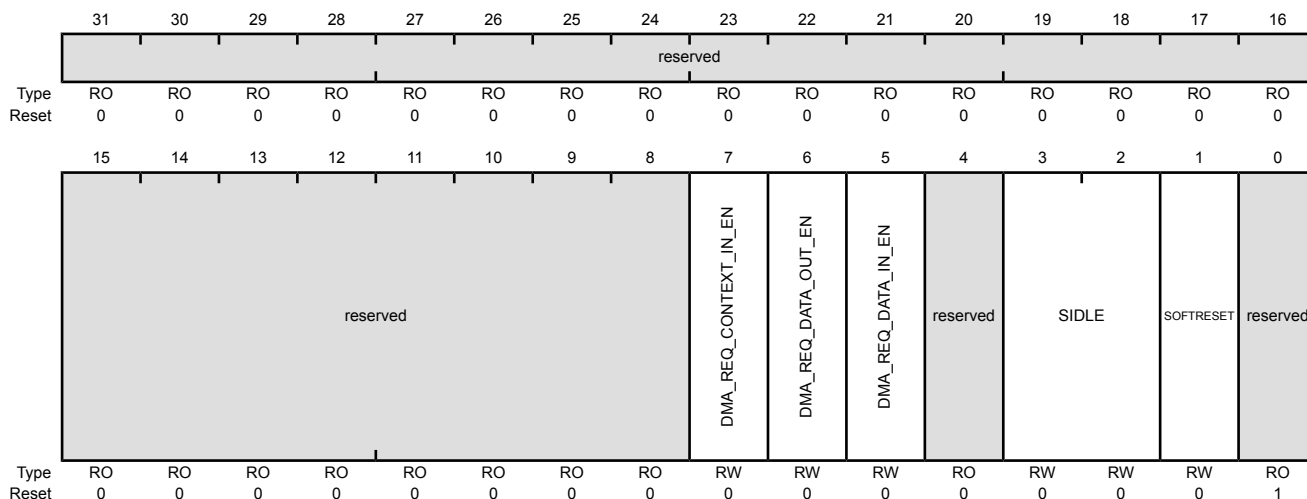 31 30 29 28 27 26 25 24 23 22 21 20 19 18 17 16
reserved
Type RO RO RO RO RO RO RO RO RO RO RO RO RO RO RO RO
Reset 0 0 0 0 0 0 0 0 0 0 0 0 0 0 0 0
15 14 13 12 11 10 9 8 7 6 5 4 3 2 1 0
reserved DMA_REQ_CONTEXT_IN_EN DMA_REQ_DATA_OUT_EN DMA_REQ_DATA_IN_EN reserved SIDLE SOFTRESET reserved
Type RO RO RO RO RO RO RO RO RW RW RW RO RW RW RW RO
Reset 0 0 0 0 0 0 0 0 0 0 0 0 0 0 0 1